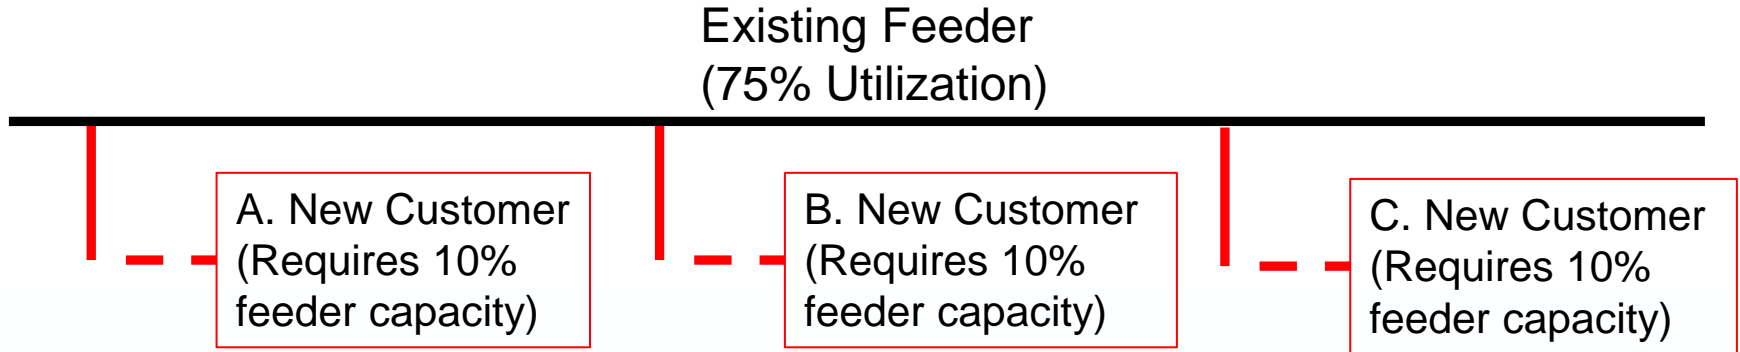 Existing Feeder
(75% Utilization)
A. New Customer
(Requires 10%
feeder capacity)
B. New Customer
(Requires 10%
feeder capacity)
C. New Customer
(Requires 10%
feeder capacity)